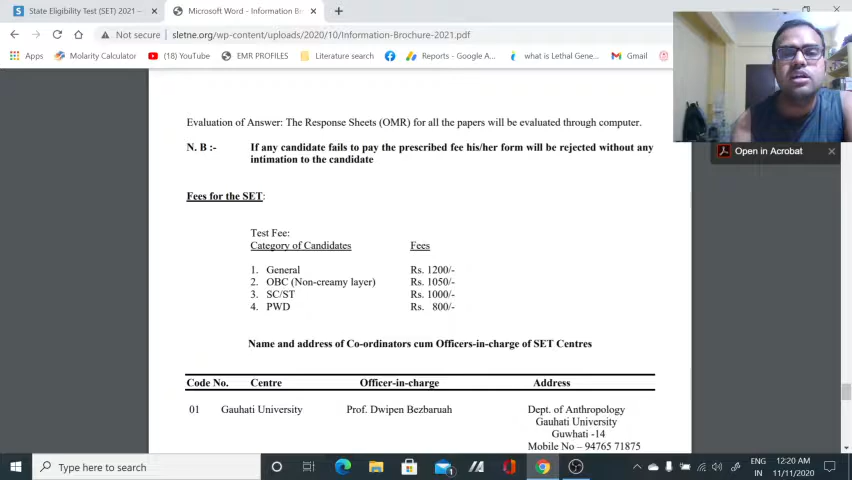 State Eligibility Test (SET) 2021 –
Microsoft Word - Information Br
Not secure | sletne.org/wp-content/uploads/2020/10/Information-Brochure-2021.pdf
Apps
Molarity Calculator
(18) YouTube
EMR PROFILES
Literature search
Reports - Google A...
what is Lethal Gene...
Gmail
Open in Acrobat
Evaluation of Answer: The Response Sheets (OMR) for all the papers will be evaluated through computer.
N. B :- If any candidate fails to pay the prescribed fee his/her form will be rejected without any
intimation to the candidate
Fees for the SET:
Test Fee:
Category of Candidates Fees
1. General Rs. 1200/-
2. OBC (Non-creamy layer) Rs. 1050/-
3. SC/ST Rs. 1000/-
4. PWD Rs. 800/-
Name and address of Co-ordinators cum Officers-in-charge of SET Centres
Code No. Centre Officer-in-charge Address
01 Gauhati University Prof. Dwipen Bezbaruah Dept. of Anthropology
Gauhati University
Guwhati -14
Mobile No – 94765 71875
Type here to search
1
ENG
IN
12:20 AM
11/11/2020